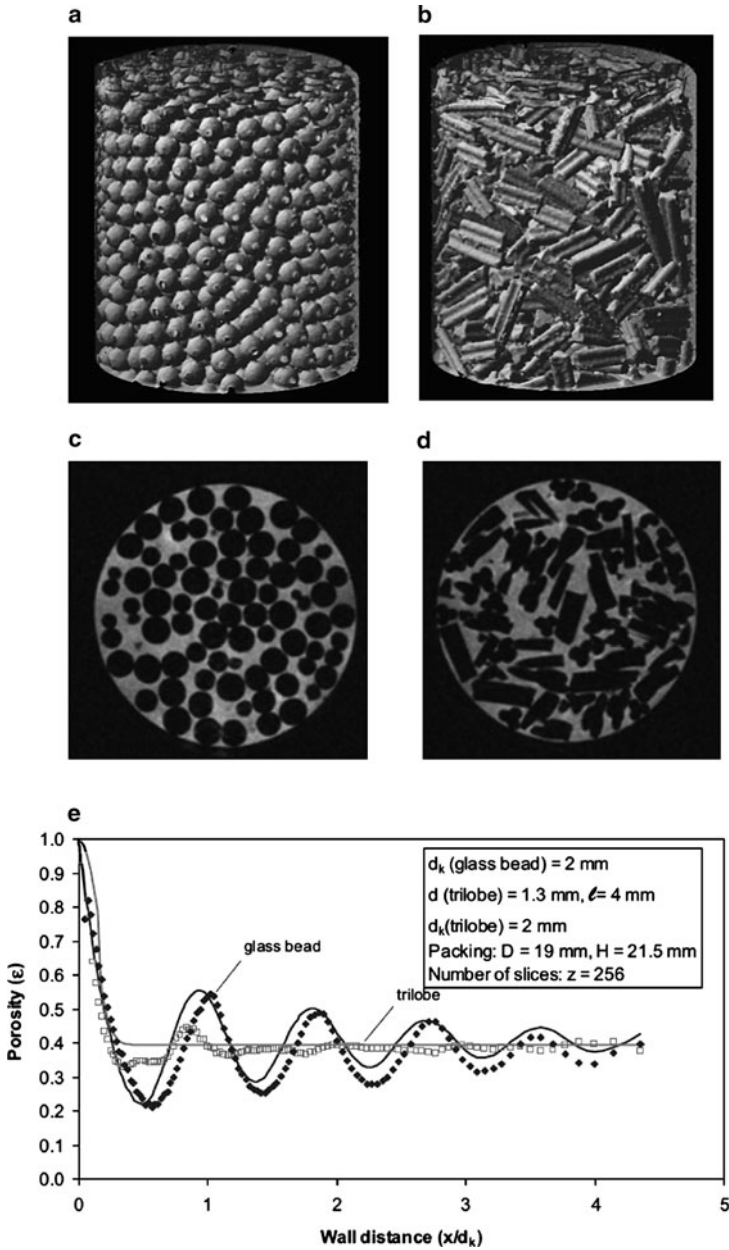 a
b
c
d
e
1.0
0.9
0.8
0.7
0.6
0.5
0.4
0.3
0.2
0.1
0.0
Porosity (ε)
dk (glass bead) = 2 mm
d (trilobe) = 1.3 mm, ℓ= 4 mm
dk(trilobe) = 2 mm
Packing: D = 19 mm, H = 21.5 mm
Number of slices: z = 256
glass bead
trilobe
0 1 2 3 4 5
Wall distance (x/dk)